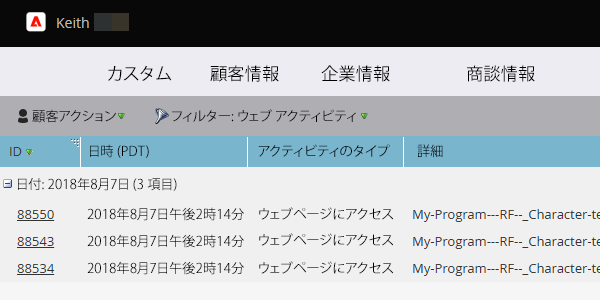 Keith
カスタム 顧客情報 企業情報 商談情報
顧客アクション フィルター: ウェブ アクティビティ
ID 日時 (PDT) アクティビティのタイプ 詳細
日付: 2018年8月7日 (3 項目)
88550 2018年8月7日午後2時14分 ウェブページにアクセス My-Program---RF--_Character-te
88543 2018年8月7日午後2時14分 ウェブページにアクセス My-Program---RF--_Character-te
88534 2018年8月7日午後2時14分 ウェブページにアクセス My-Program---RF--_Character-te